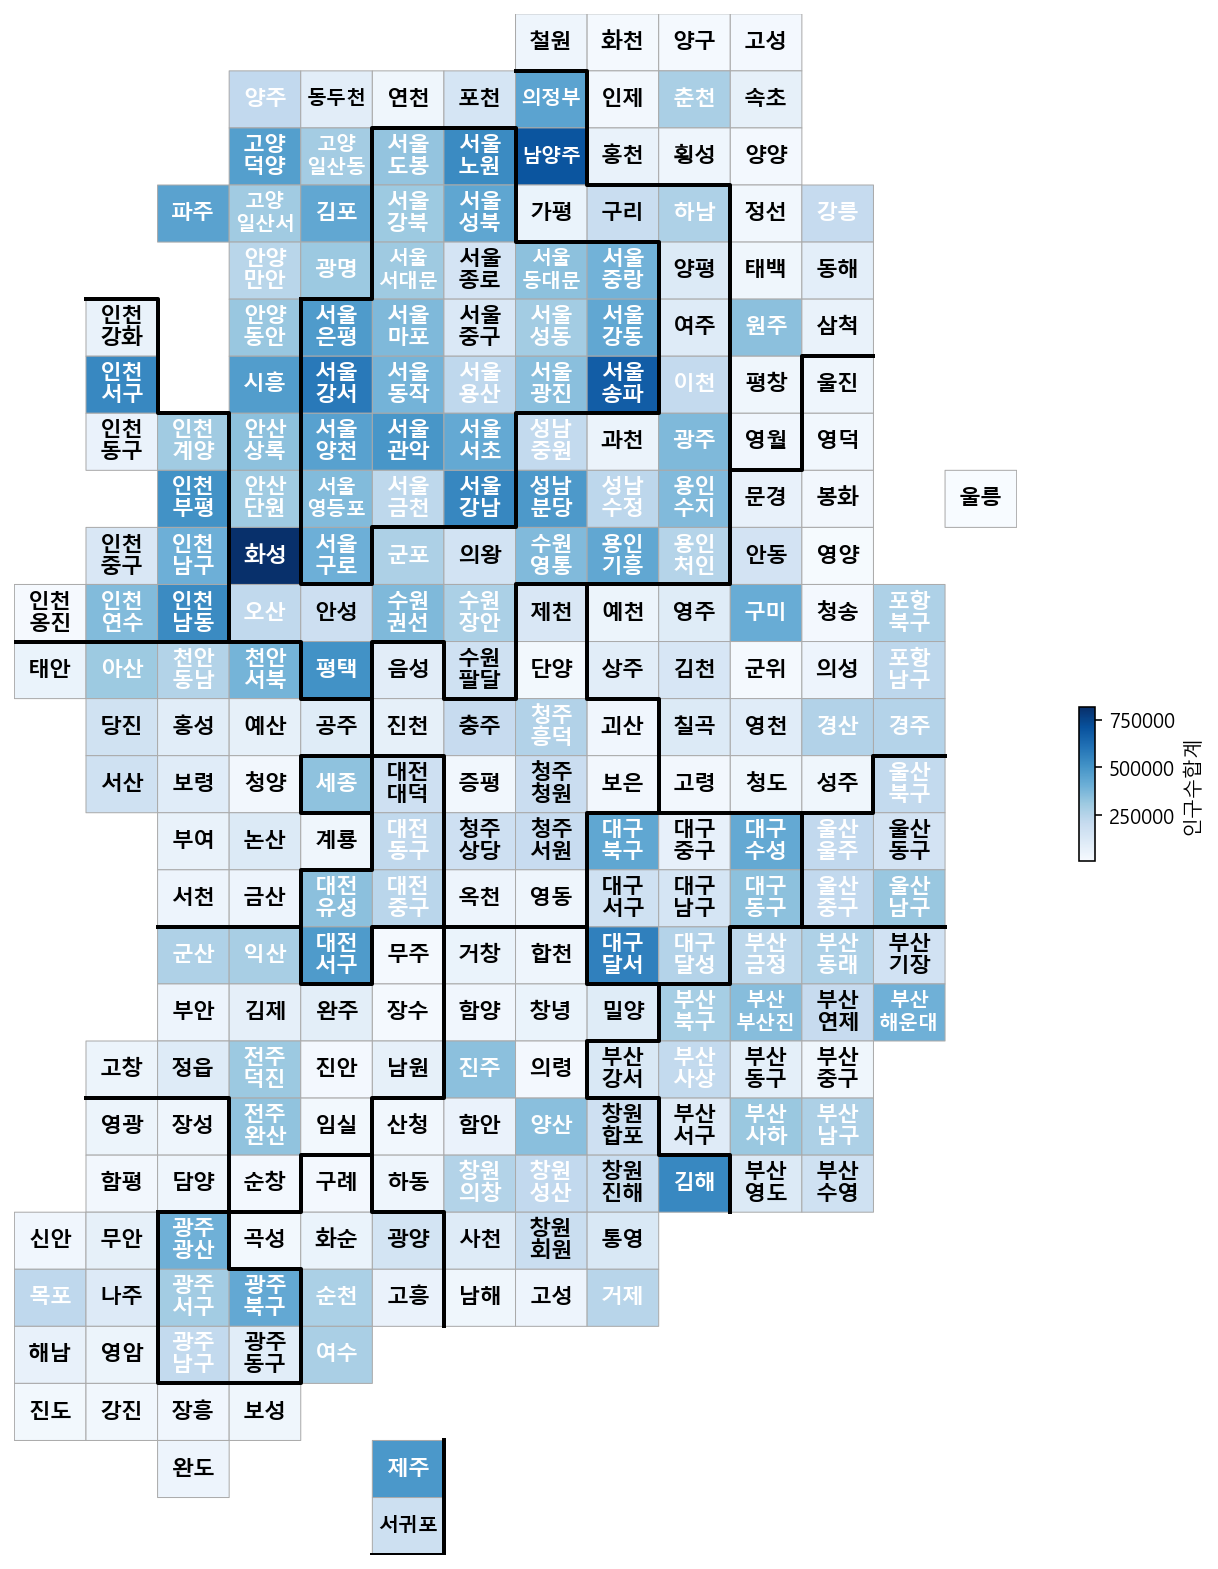 철원 화천 양구 고성
양주 동두천 연천 포천 의정부 인제 춘천 속초
고양 고양 서울 서울
덕양 일산동 도봉 노원 남양주 홍천 횡성 양양
고양 서울 서울
파주 일산서 김포 강북 성북 가평 구리 하남 정선 강릉
안양 서울 서울 서울 서울
만안 광명 서대문 종로 동대문 중랑 양평 태백 동해
인천 안양 서울 서울 서울 서울 서울
강화 동안 은평 마포 중구 성동 강동 여주 원주 삼척
인천 서울 서울 서울 서울 서울
서구 시흥 강서 동작 용산 광진 송파 이천 평창 울진
인천 인천 안산 서울 서울 서울 성남
동구 계양 상록 양천 관악 서초 중원 과천 광주 영월 영덕
인천 안산 서울 서울 서울 성남 성남 용인
부평 단원 영등포 금천 강남 분당 수정 수지 문경 봉화 울릉
인천 인천 서울 수원 용인 용인
중구 남구 화성 구로 군포 의왕 영통 기흥 처인 안동 영양
인천 인천 인천 수원 수원 포항
옹진 연수 남동 오산 안성 권선 장안 제천 예천 영주 구미 청송 북구
천안 천안 수원 포항
태안 아산 동남 서북 평택 음성 팔달 단양 상주 김천 군위 의성 남구
청주
당진 홍성 예산 공주 진천 충주 흥덕 괴산 칠곡 영천 경산 경주
750000
대전 청주 울산
서산 보령 청양 세종 대덕 증평 청원 보은 고령 청도 성주 북구
500000
인구수합계
250000
대전 청주 청주 대구 대구 대구 울산 울산
부여 논산 계룡 동구 상당 서원 북구 중구 수성 울주 동구
대전 대전 대구 대구 대구 울산 울산
서천 금산 유성 중구 옥천 영동 서구 남구 동구 중구 남구
대전 대구 대구 부산 부산 부산
군산 익산 서구 무주 거창 합천 달서 달성 금정 동래 기장
부산 부산 부산 부산
부안 김제 완주 장수 함양 창녕 밀양 북구 부산진 연제 해운대
전주 부산 부산 부산 부산
고창 정읍 덕진 진안 남원 진주 의령 강서 사상 동구 중구
전주 창원 부산 부산 부산
영광 장성 완산 임실 산청 함안 양산 합포 서구 사하 남구
창원 창원 창원 부산 부산
함평 담양 순창 구례 하동 의창 성산 진해 김해 영도 수영
광주 창원
신안 무안 광산 곡성 화순 광양 사천 회원 통영
광주 광주
목포 나주 서구 북구 순천 고흥 남해 고성 거제
광주 광주
해남 영암 남구 동구 여수
진도 강진 장흥 보성
완도 제주
서귀포